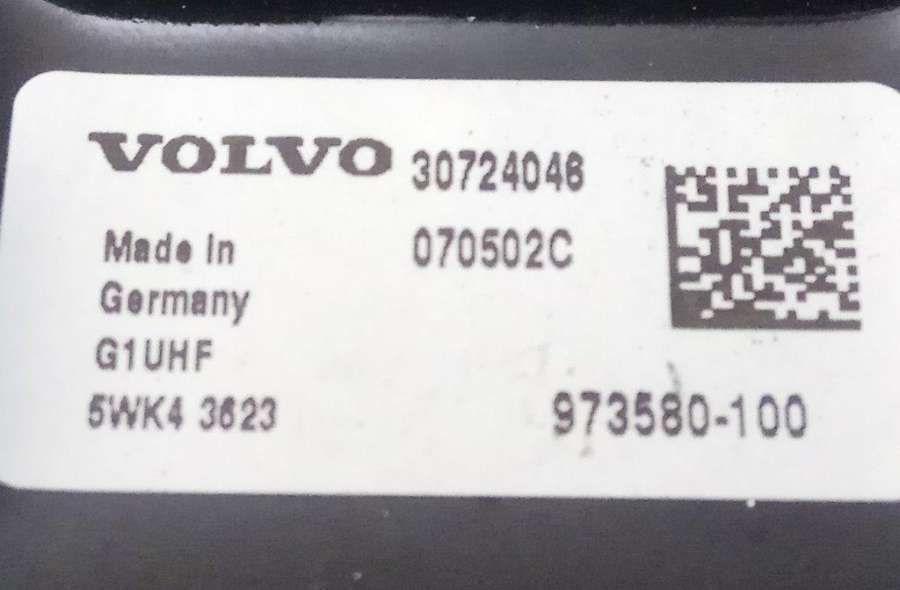 VOLVO 30724046
Made In 070502C
Germany
G1UHF
5WK4 3623 973580-100